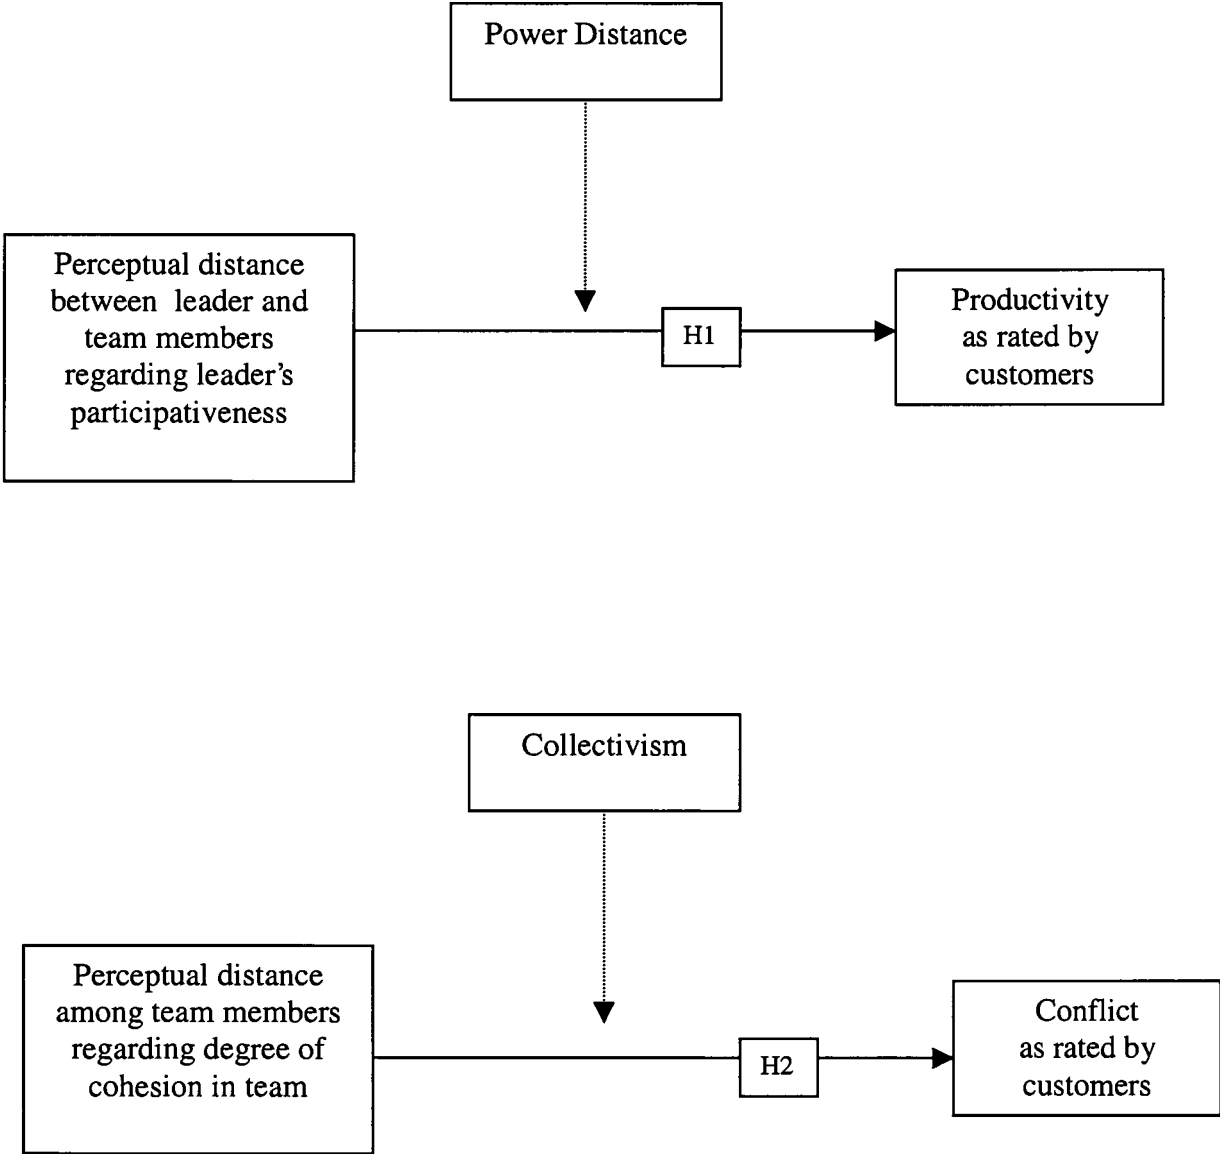 Power Distance
Perceptual distance
between leader and
team members
regarding leader's
participativeness
H1
Productivity
as rated by
customers
Collectivism
Perceptual distance
among team members
regarding degree of
cohesion in team
H2
Conflict
as rated by
customers